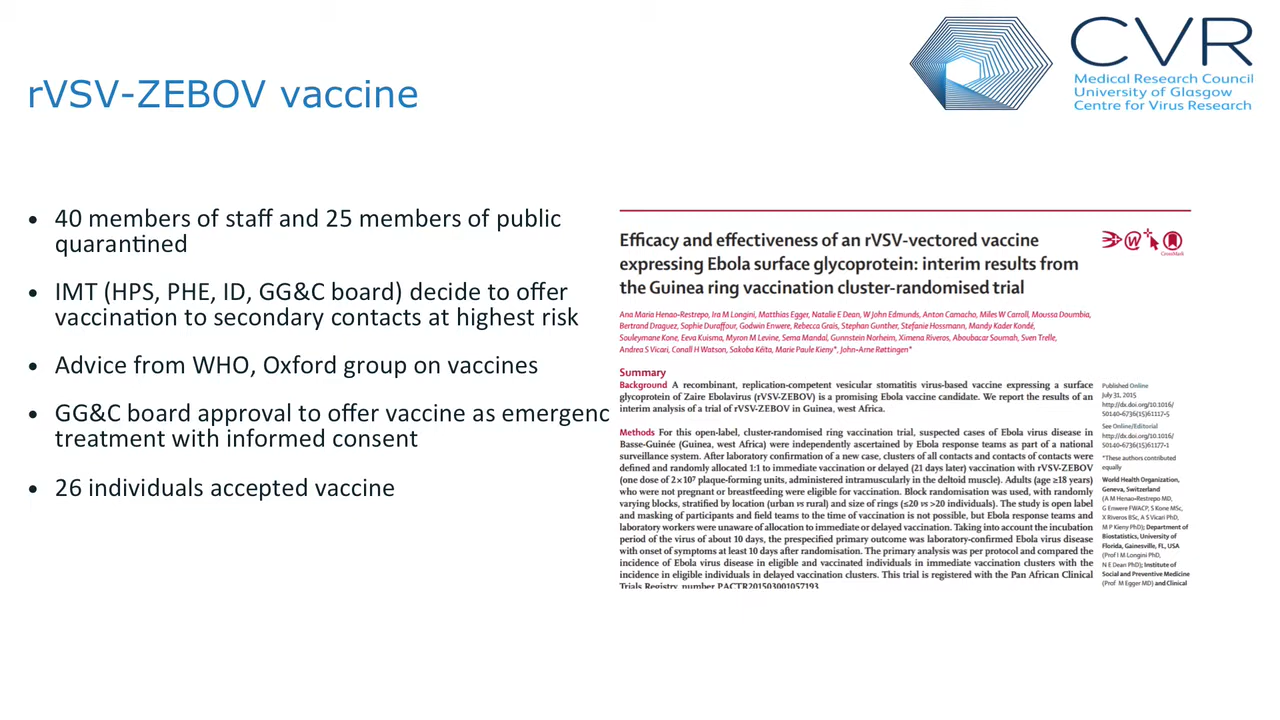 CVR
Medical Research Council
University of Glasgow
Centre for Virus Research
rVSV-ZEBOV vaccine
• 40 members of staff and 25 members of public
quarantined
• IMT (HPS, PHE, ID, GG&C board) decide to offer
vaccination to secondary contacts at highest risk
• Advice from WHO, Oxford group on vaccines
• GG&C board approval to offer vaccine as emergenc
treatment with informed consent
• 26 individuals accepted vaccine
Efficacy and effectiveness of an rVSV-vectored vaccine
expressing Ebola surface glycoprotein: interim results from
the Guinea ring vaccination cluster-randomised trial
CrossMark
Ana Maria Henao-Restrepo, Ira M Longini, Matthias Egger, Natalie E Dean, W John Edmunds, Anton Camacho, Miles W Carroll, Moussa Doumbia,
Bertrand Draguez, Sophie Duraffour, Godwin Enwere, Rebecca Grais, Stephan Gunther, Stefanie Hossmann, Mandy Kader Kondé,
Souleymane Kone, Eeva Kuisma, Myron M Levine, Sema Mandal, Gunnstein Norheim, Ximena Riveros, Aboubacar Soumah, Sven Trelle,
Andrea S Vicari, Conall H Watson, Sakoba Kéita, Marie Paule Kieny*, John-Arne Røttingen*
Summary
Background A recombinant, replication-competent vesicular stomatitis virus-based vaccine expressing a surface
glycoprotein of Zaire Ebolavirus (rVSV-ZEBOV) is a promising Ebola vaccine candidate. We report the results of an
interim analysis of a trial of rVSV-ZEBOV in Guinea, west Africa.
Methods For this open-label, cluster-randomised ring vaccination trial, suspected cases of Ebola virus disease in
Basse-Guinée (Guinea, west Africa) were independently ascertained by Ebola response teams as part of a national
surveillance system. After laboratory confirmation of a new case, clusters of all contacts and contacts of contacts were
defined and randomly allocated 1:1 to immediate vaccination or delayed (21 days later) vaccination with rVSV-ZEBOV
(one dose of 2×10⁷ plaque-forming units, administered intramuscularly in the deltoid muscle). Adults (age ≥18 years)
who were not pregnant or breastfeeding were eligible for vaccination. Block randomisation was used, with randomly
varying blocks, stratified by location (urban vs rural) and size of rings (≤20 vs >20 individuals). The study is open label
and masking of participants and field teams to the time of vaccination is not possible, but Ebola response teams and
laboratory workers were unaware of allocation to immediate or delayed vaccination. Taking into account the incubation
period of the virus of about 10 days, the prespecified primary outcome was laboratory-confirmed Ebola virus disease
with onset of symptoms at least 10 days after randomisation. The primary analysis was per protocol and compared the
incidence of Ebola virus disease in eligible and vaccinated individuals in immediate vaccination clusters with the
incidence in eligible individuals in delayed vaccination clusters. This trial is registered with the Pan African Clinical
Trials Registry, number PACTR201503001057193
Published Online
July 31, 2015
http://dx.doi.org/10.1016/
S0140-6736(15)61117-5
See Online/Editorial
http://dx.doi.org/10.1016/
S0140-6736(15)61177-1
*These authors contributed
equally
World Health Organization,
Geneva, Switzerland
(A M Henao-Restrepo MD,
G Enwere FWACP, S Kone MSc,
X Riveros BSc, A S Vicari PhD,
M P Kieny PhD); Department of
Biostatistics, University of
Florida, Gainesville, FL, USA
(Prof I M Longini PhD,
N E Dean PhD); Institute of
Social and Preventive Medicine
(Prof M Egger MD) and Clinical